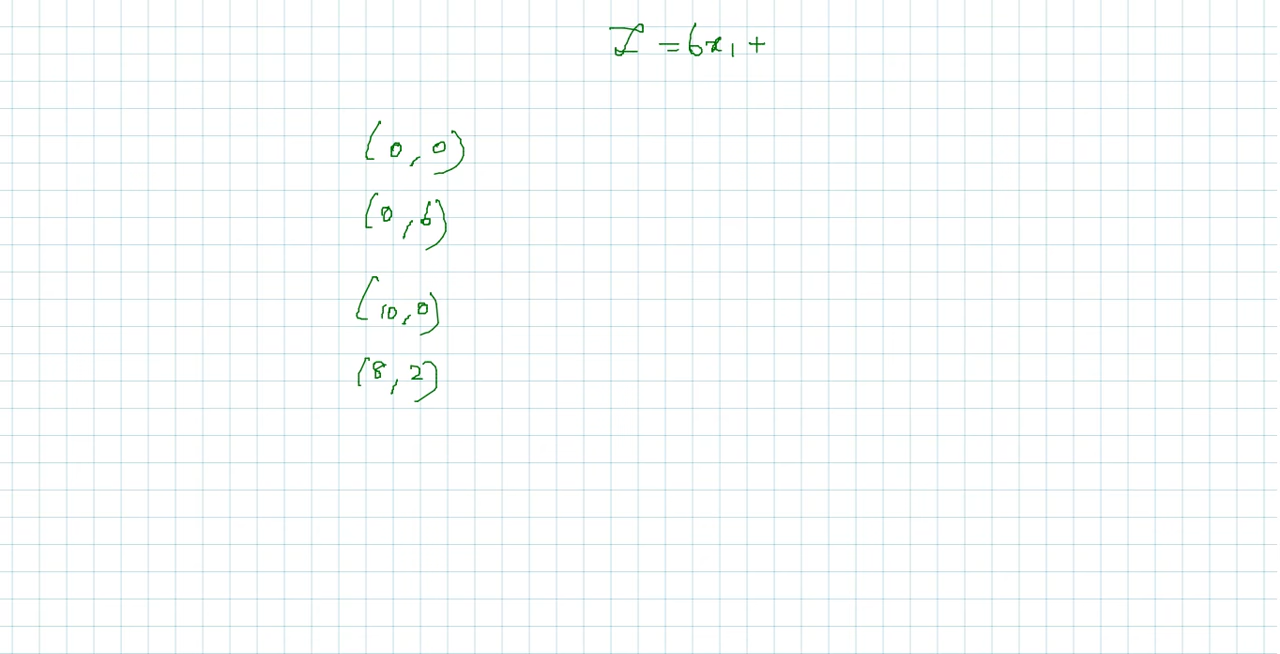 Z = 6x₁ +
(0, 0)
(0, 6)
(10, 0)
(8, 2)